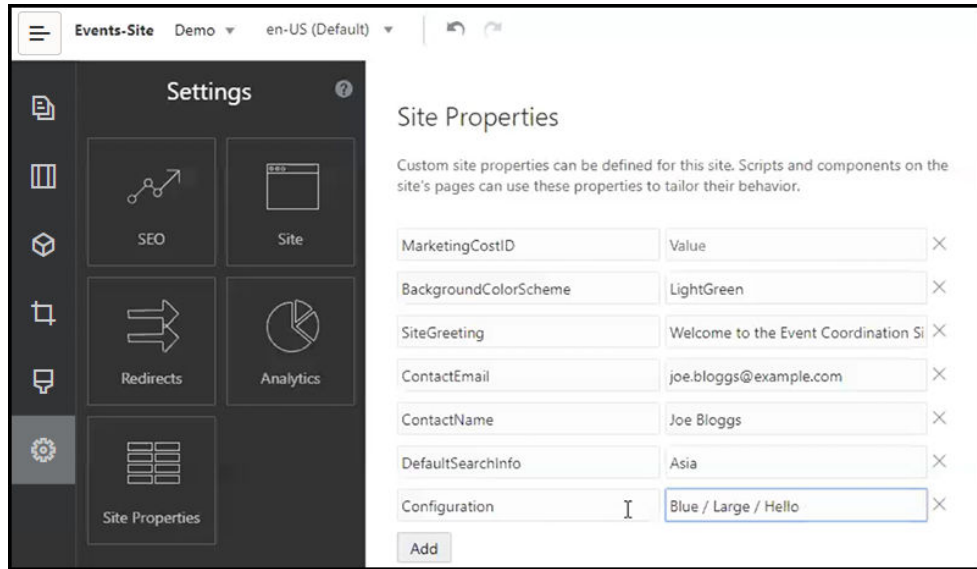 Events-Site Demo en-US (Default)
Settings
SEO
Site
Redirects
Analytics
Site Properties
Site Properties
Custom site properties can be defined for this site. Scripts and components on the
site's pages can use these properties to tailor their behavior.
MarketingCostID Value
BackgroundColorScheme LightGreen
SiteGreeting Welcome to the Event Coordination Si
ContactEmail joe.bloggs@example.com
ContactName Joe Bloggs
DefaultSearchInfo Asia
Configuration Blue / Large / Hello
Add